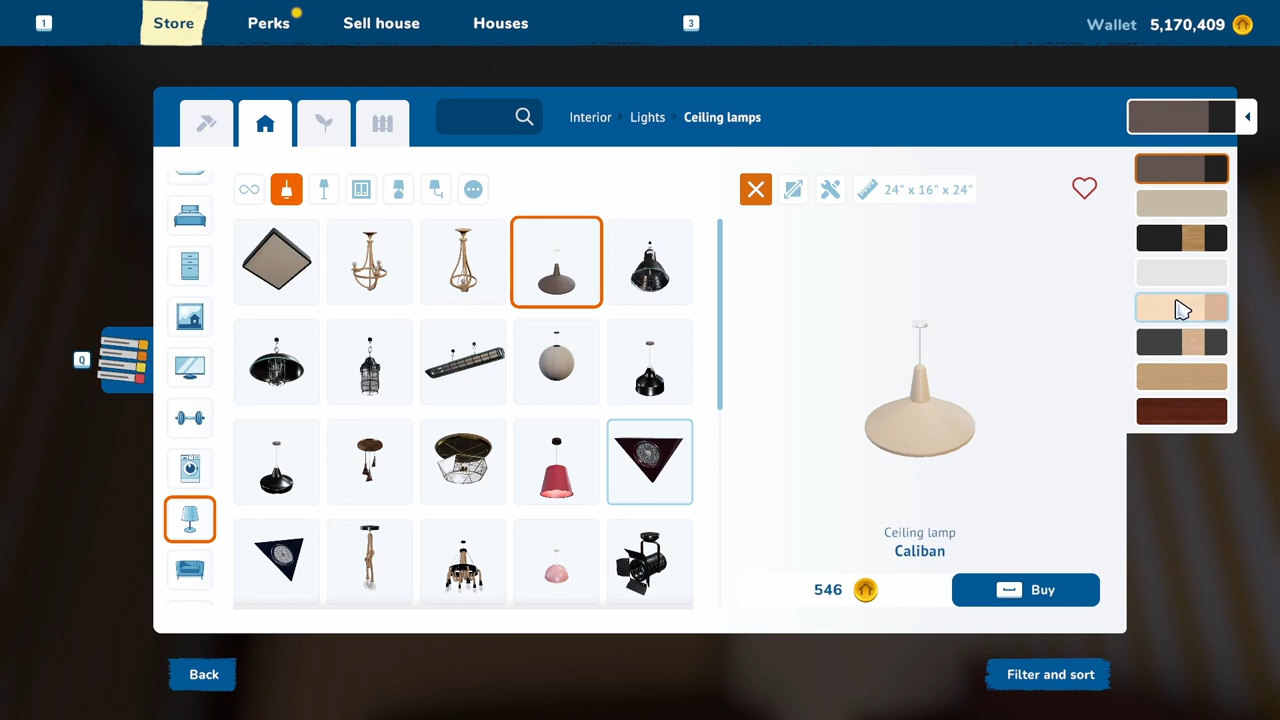 1 Store Perks Sell house Houses 3 Wallet 5,170,409
Interior Lights Ceiling lamps
24" x 16" x 24"
Q
Ceiling lamp
Caliban
546 Buy
Back Filter and sort